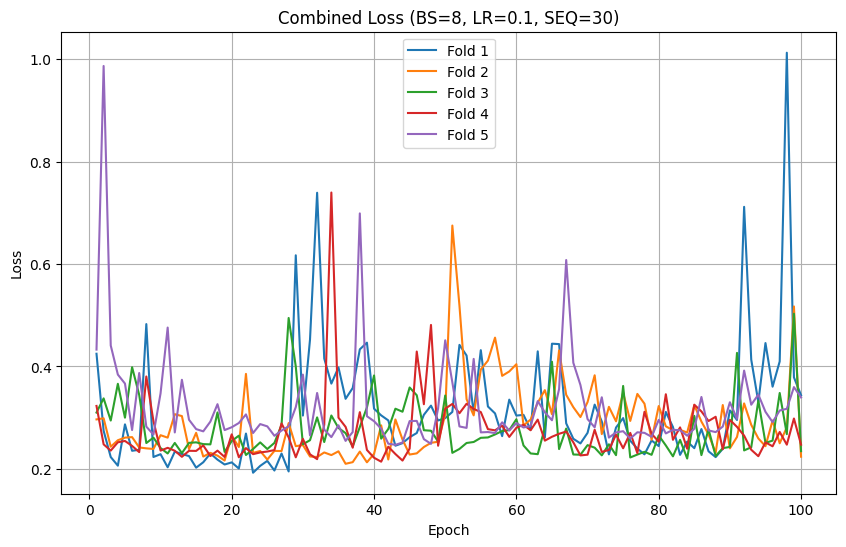 Combined Loss (BS=8, LR=0.1, SEQ=30)
Fold 1
Fold 2
Fold 3
Fold 4
Fold 5
Loss
1.0
0.8
0.6
0.4
0.2
0 20 40 60 80 100
Epoch